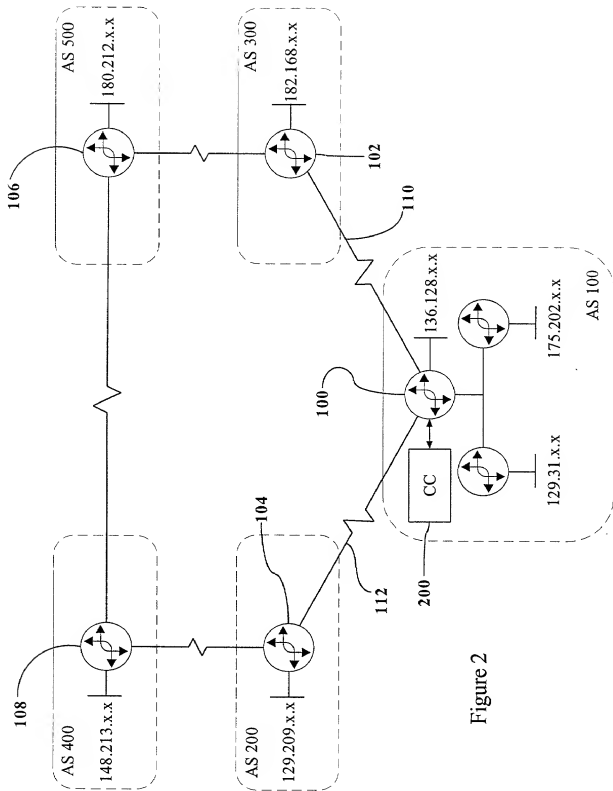 AS 400
148.213.x.x
108
AS 500
180.212.x.x
106
AS 200
129.209.x.x
104
AS 300
182.168.x.x
102
112
110
100
136.128.x.x
CC
200
129.31.x.x
175.202.x.x
AS 100
Figure 2